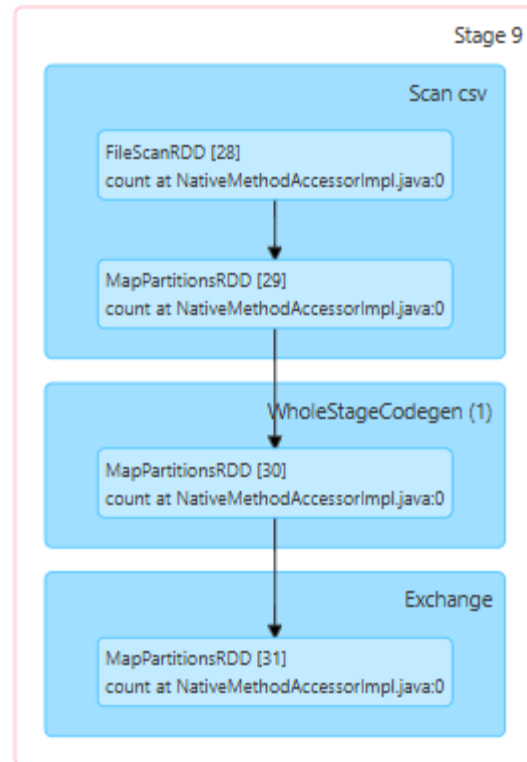 Stage 9
Scan csv
FileScanRDD [28]
count at NativeMethodAccessorImpl.java:0
MapPartitionsRDD [29]
count at NativeMethodAccessorImpl.java:0
WholeStageCodegen (1)
MapPartitionsRDD [30]
count at NativeMethodAccessorImpl.java:0
Exchange
MapPartitionsRDD [31]
count at NativeMethodAccessorImpl.java:0